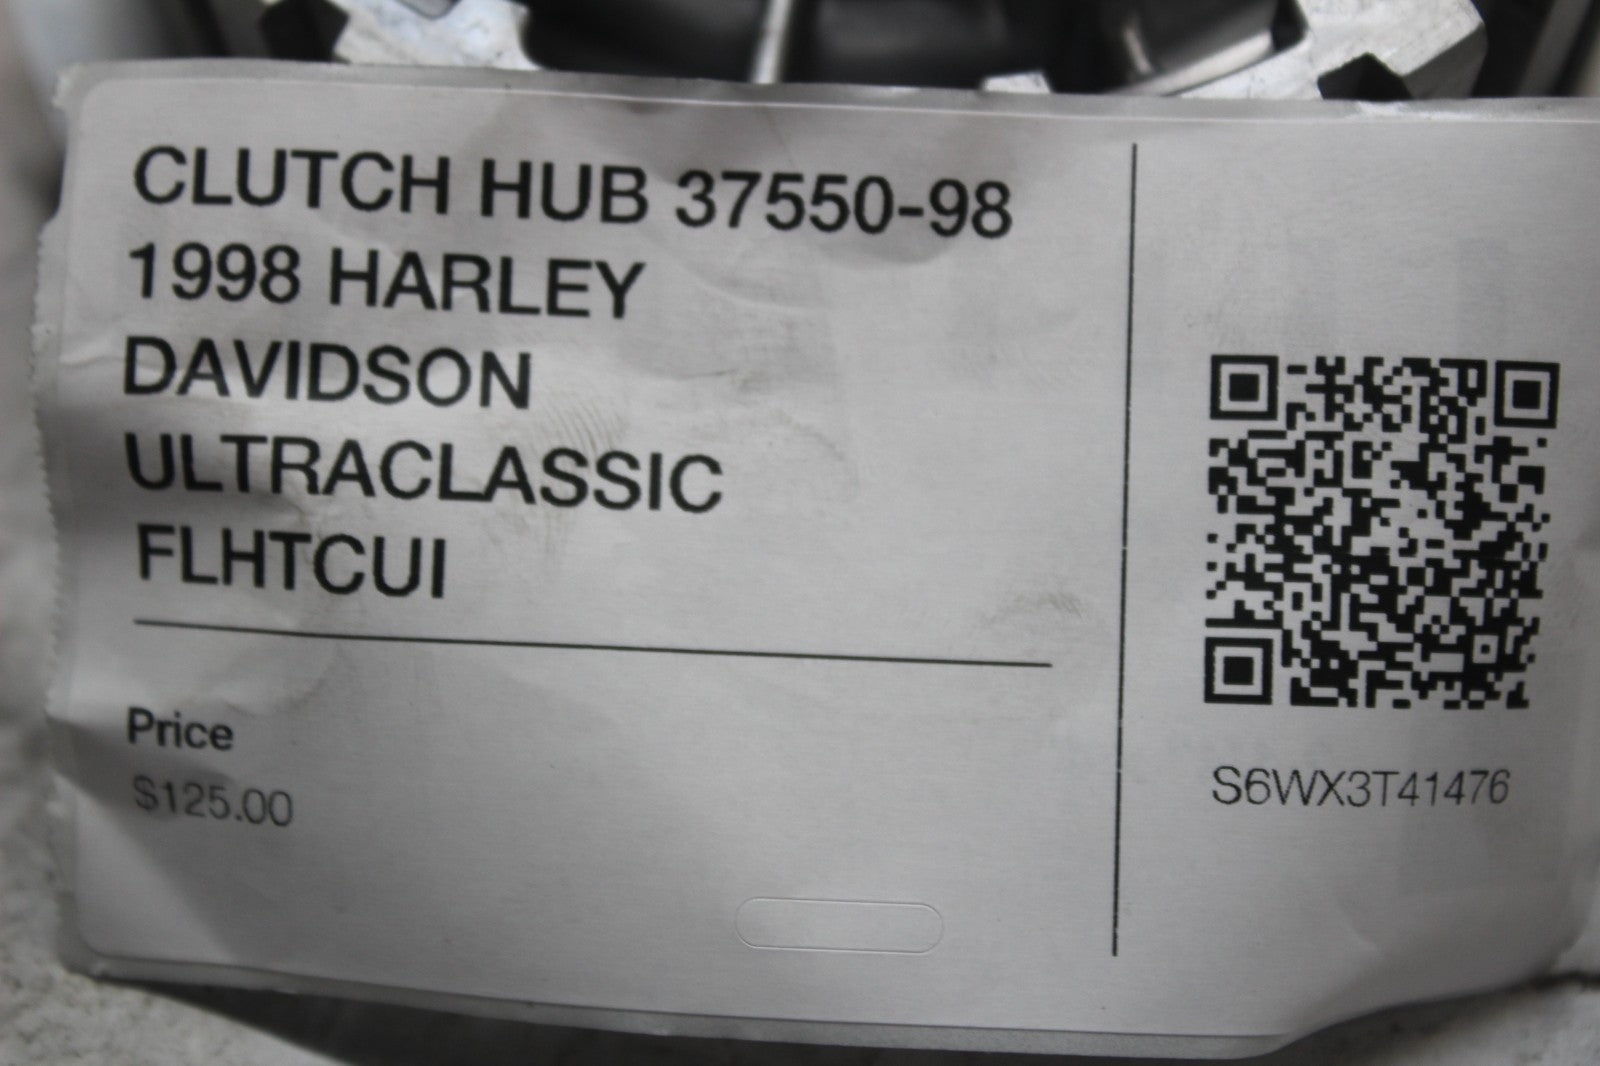 CLUTCH HUB 37550-98
1998 HARLEY
DAVIDSON
ULTRACLASSIC
FLHTCUI
Price
$125.00
S6WX3T41476